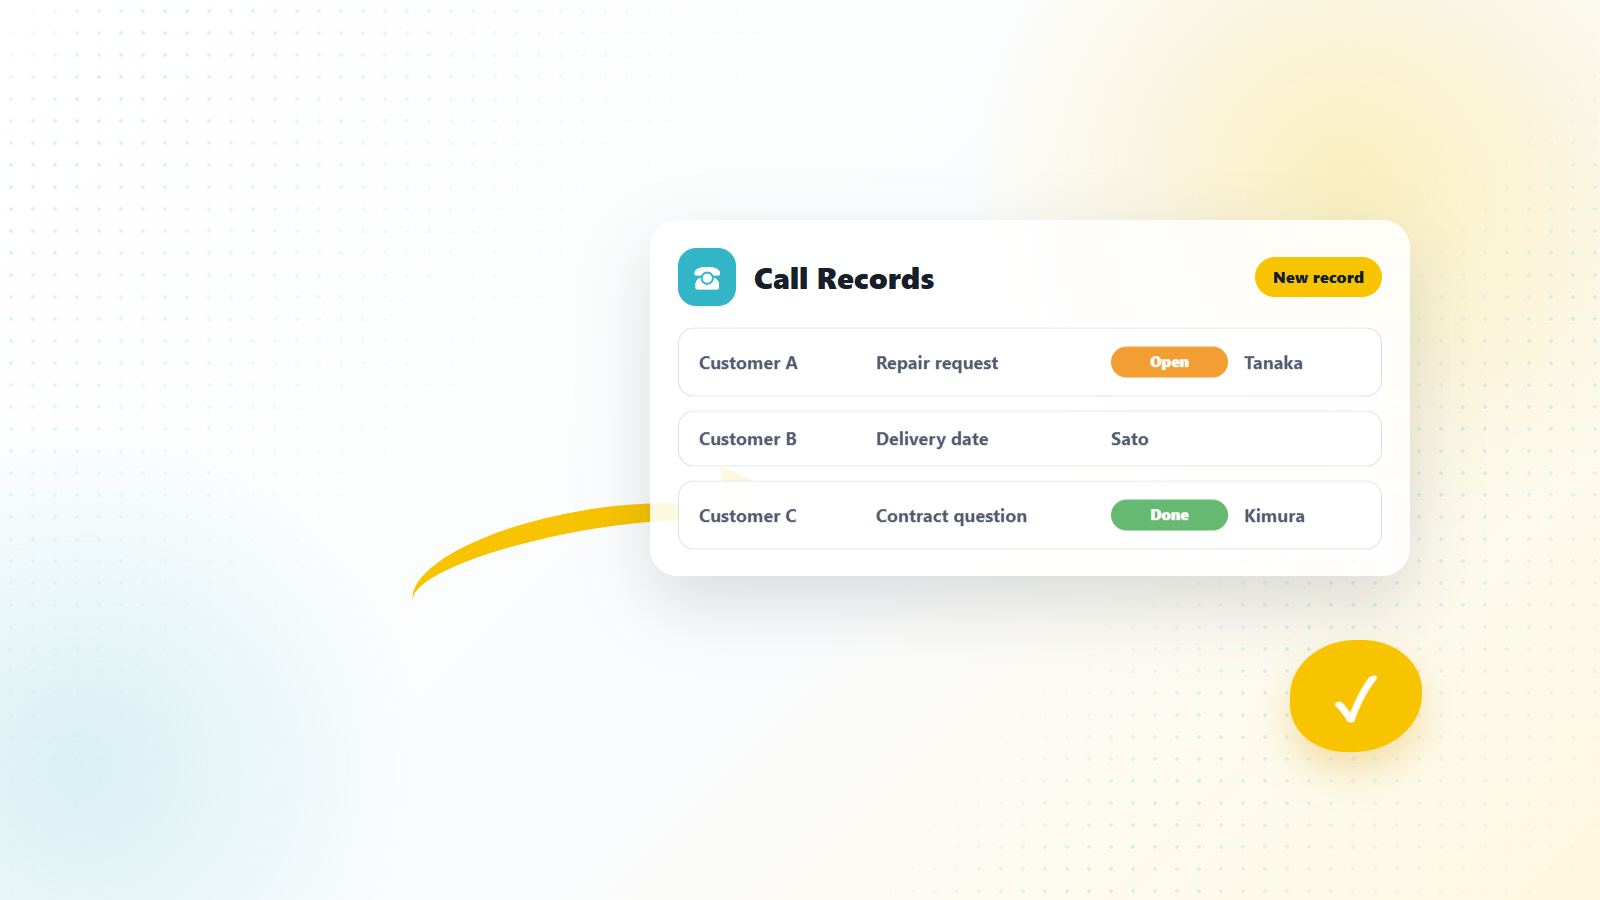 Call Records
New record
Customer A Repair request Open Tanaka
Customer B Delivery date Sato
Customer C Contract question Done Kimura